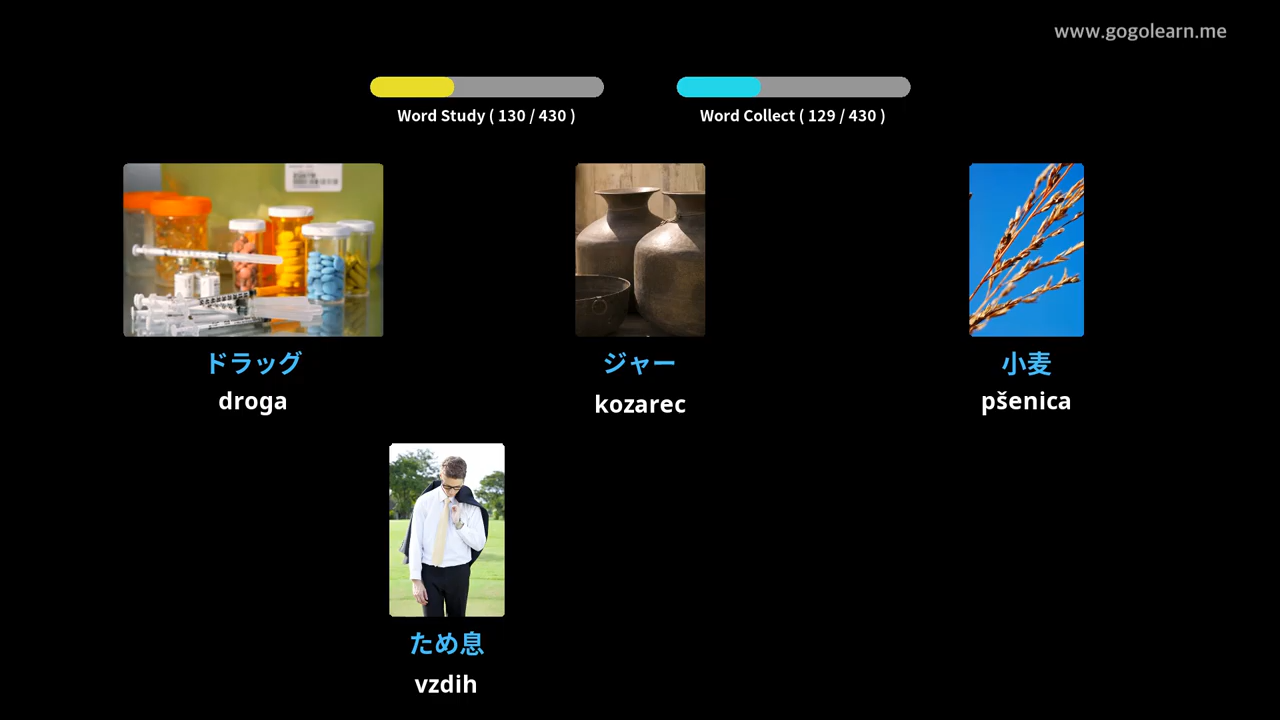 www.gogolearn.me
Word Study ( 130 / 430 )
Word Collect ( 129 / 430 )
ドラッグ
droga
ジャー
kozarec
小麦
pšenica
ため息
vzdih